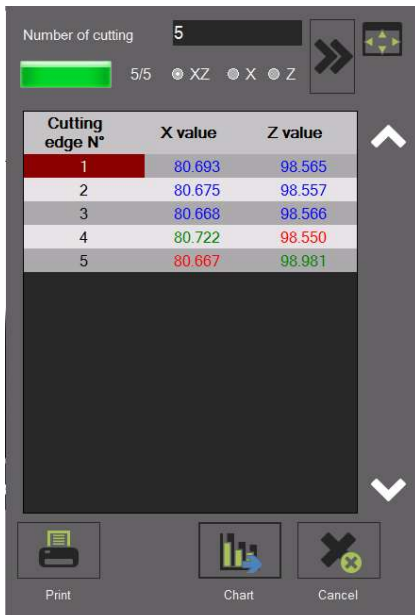 Number of cutting 5
5/5 XZ X Z
Cutting edge N° X value Z value
1 80.693 98.565
2 80.675 98.557
3 80.668 98.566
4 80.722 98.550
5 80.667 98.981
Print Chart Cancel